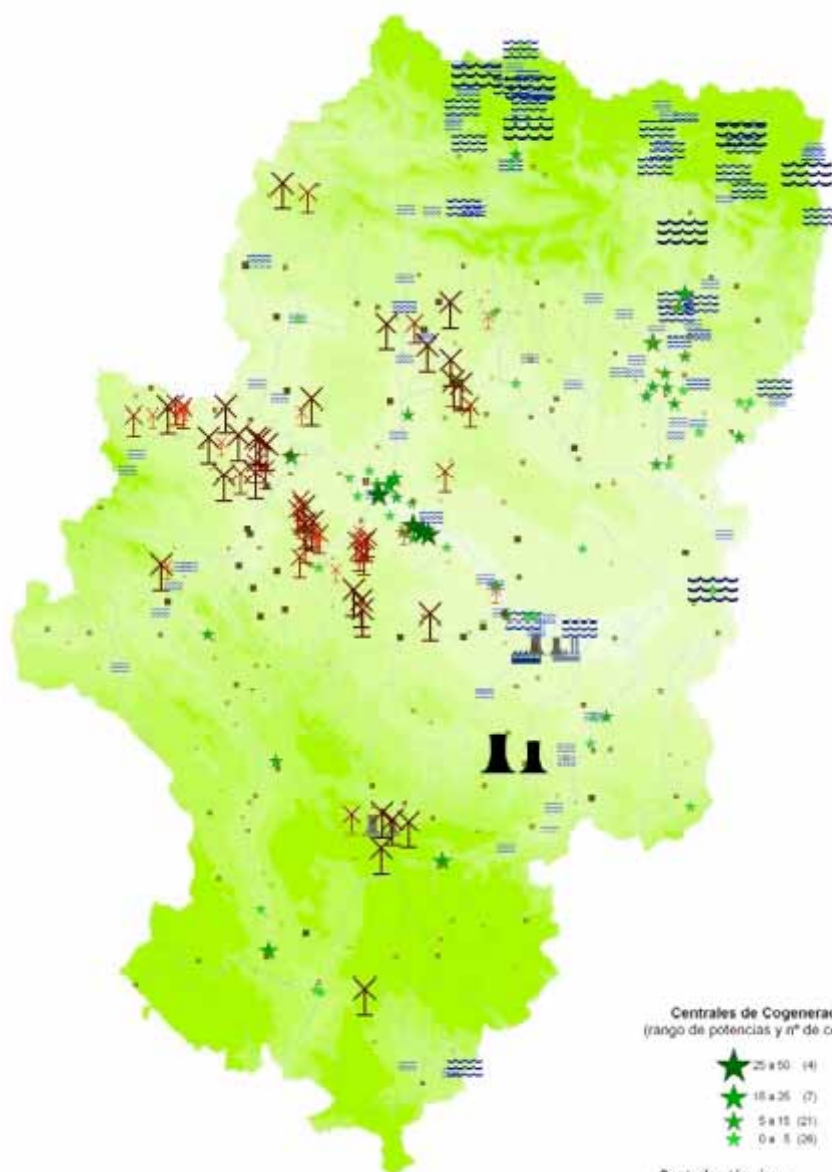 Centrales de Cogenera
(rango de potencias y nº de c
25 a 50 (4)
15 a 25 (7)
5 a 15 (21)
0 a 5 (26)